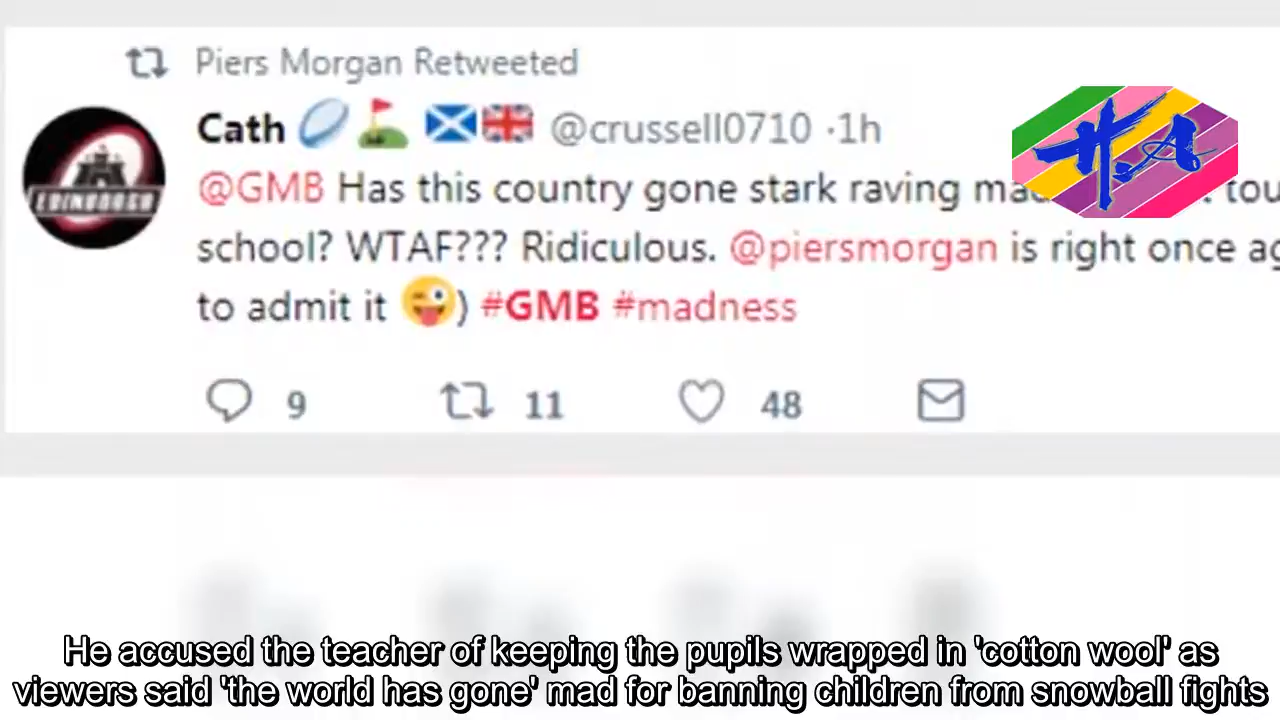 Piers Morgan Retweeted
Cath @crussell0710 · 1h
@GMB Has this country gone stark raving
school? WTAF??? Ridiculous. @piersmorgan is right once
to admit it 😜) #GMB #madness
9 11 48
H.A
EDINBURGH
He accused the teacher of keeping the pupils wrapped in 'cotton wool' as
viewers said 'the world has gone' mad for banning children from snowball fights